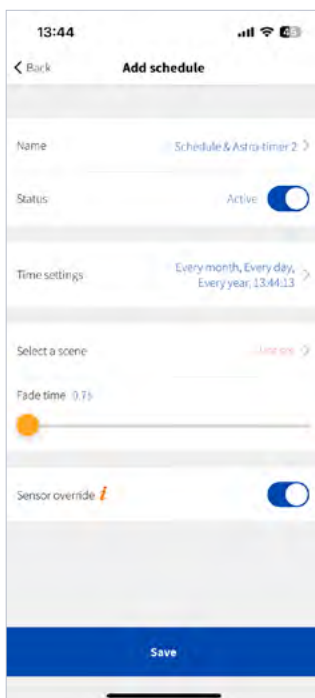 13:44
45
Back Add schedule
Name Schedule & Astro-timer 2
Status Active
Time settings Every month, Every day,
Every year, 13:44:13
Select a scene
Fade time
Sensor override i
Save